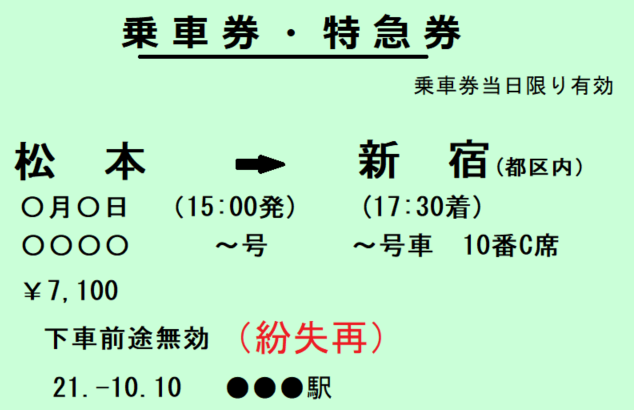 乗車券・特急券
乗車券当日限り有効
松本 ➡ 新宿(都区内)
〇月〇日 (15:00発) (17:30着)
〇〇〇〇 ~号 ~号車 10番C席
¥7,100
下車前途無効 (紛失再)
21.-10.10 ●●●駅